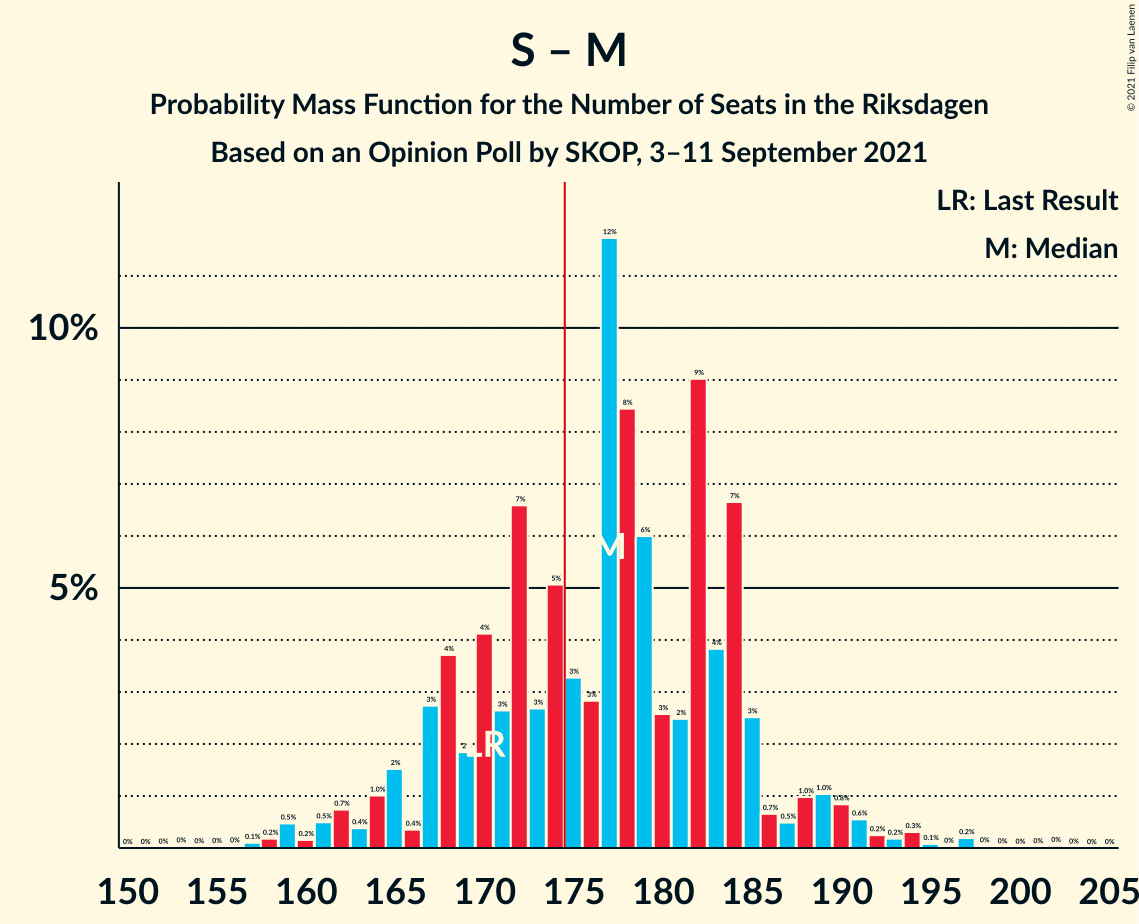 S – M
Probability Mass Function for the Number of Seats in the Riksdagen
Based on an Opinion Poll by SKOP, 3–11 September 2021
© 2021 Filip van Laenen
LR: Last Result
M: Median
10%
5%
0% 0% 0% 0% 0% 0% 0% 0.1% 0.2% 0.5% 0.2% 0.5% 0.7% 0.4% 1.0% 2% 0.4% 3% 4% 2 4% 3% 7% 3% 5% 3% 3% 12% 8% 6% 3% 2% 9% 4% 7% 3% 0.7% 0.5% 1.0% 1.0% 0.8% 0.6% 0.2% 0.2% 0.3% 0.1% 0% 0.2% 0% 0% 0% 0% 0% 0% 0% 0%
LR
M
150 155 160 165 170 175 180 185 190 195 200 205